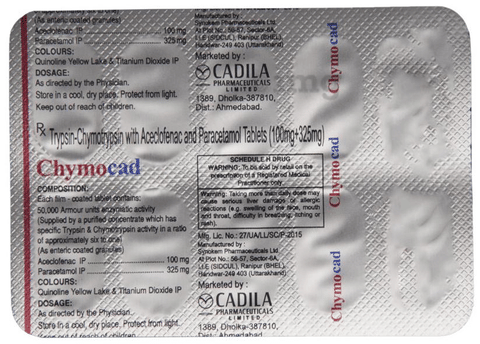 (As enteric coated granules)
Aceclofenac IP 100 mg
Paracetamol IP 325 mg
COLOURS:
Quinoline Yellow Lake & Titanium Dioxide IP
DOSAGE:
As directed by the Physician.
Store in a cool, dry place. Protect from light.
Keep out of reach of children.
Manufactured by :
Synokem Pharmaceuticals Ltd.
At Plot No.: 56-57, Sector-6A,
I.I.E (SIDCUL), Ranipur (BHEL),
Haridwar-249 403 (Uttarakhand)
Marketed by :
CADILA
PHARMACEUTICALS
LIMITED
1389, Dholka-387810,
Dist.: Ahmedabad.
Rx Trypsin-Chymotrypsin with Aceclofenac and Paracetamol Tablets (100mg+325mg)
Chymocad
COMPOSITION:
Each film - coated tablet contains:
50,000 Armour units enzymatic activity
(Supplied by a purified concentrate which has
specific Trypsin & Chymotrypsin activity in a ratio
of approximately six to one)
(As enteric coated granules)
Aceclofenac IP 100 mg
Paracetamol IP 325 mg
COLOURS:
Quinoline Yellow Lake & Titanium Dioxide IP
DOSAGE:
As directed by the Physician.
Store in a cool, dry place. Protect from light.
Keep out of reach of children.
SCHEDULE H DRUG
WARNING: To be sold by retail on the
prescription of a Registered Medical
Practitioner only.
Warning: Taking more than daily dose may
cause serious liver damage or allergic
reactions (e.g. swelling of the face, mouth
and throat, difficulty in breathing, itching or
rash).
Mfg. Lic. No.: 27/UA/LL/SC/P-2015
Manufactured by :
Synokem Pharmaceuticals Ltd.
At Plot No.: 56-57, Sector-6A,
I.I.E (SIDCUL), Ranipur (BHEL),
Haridwar-249 403 (Uttarakhand)
Marketed by :
CADILA
PHARMACEUTICALS
LIMITED
1389, Dholka-387810,
Dist.: Ahmedabad.
Chymocad
Chymocad
Chymocad